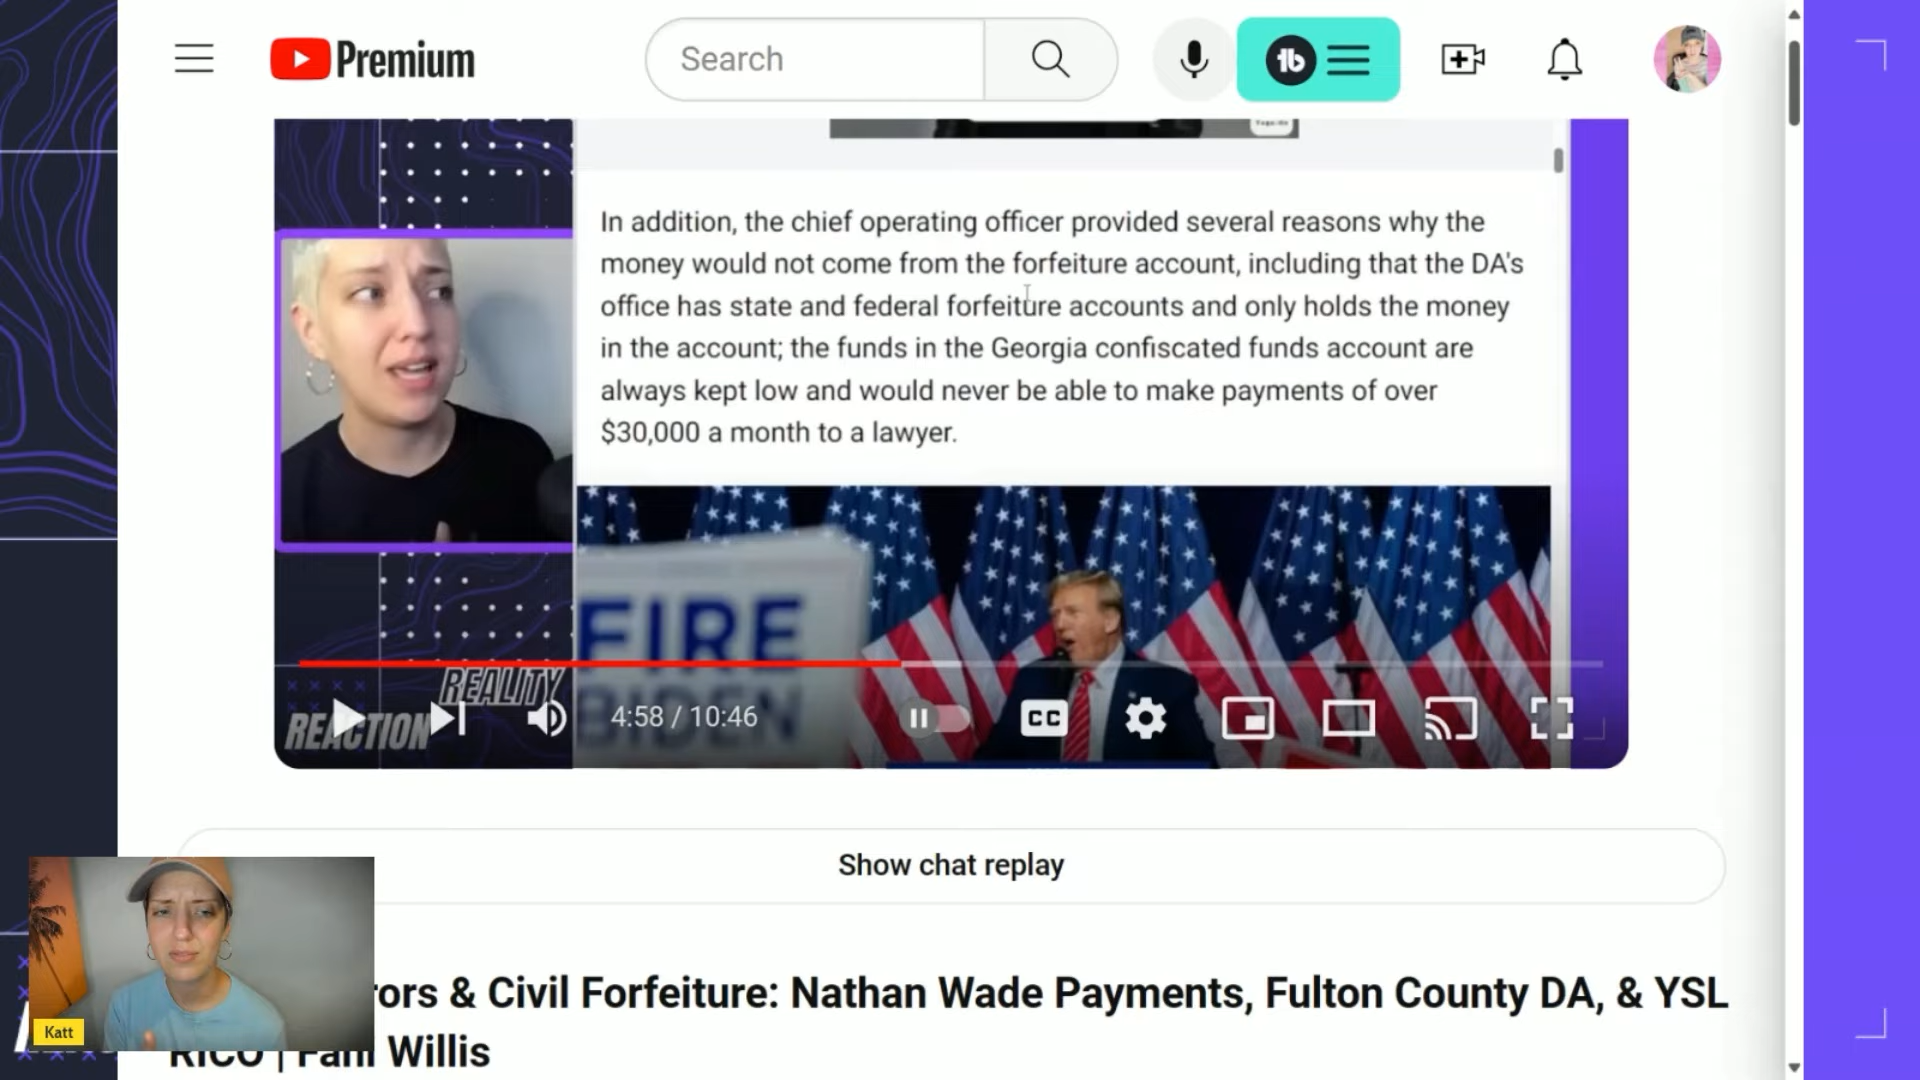 Premium
Search
In addition, the chief operating officer provided several reasons why the
money would not come from the forfeiture account, including that the DA's
office has state and federal forfeiture accounts and only holds the money
in the account; the funds in the Georgia confiscated funds account are
always kept low and would never be able to make payments of over
$30,000 a month to a lawyer.
FIRE
BIDEN
REALITY
REACTION
4:58 / 10:46
CC
Show chat replay
ors & Civil Forfeiture: Nathan Wade Payments, Fulton County DA, & YSL
RICO | Fani Willis
Katt